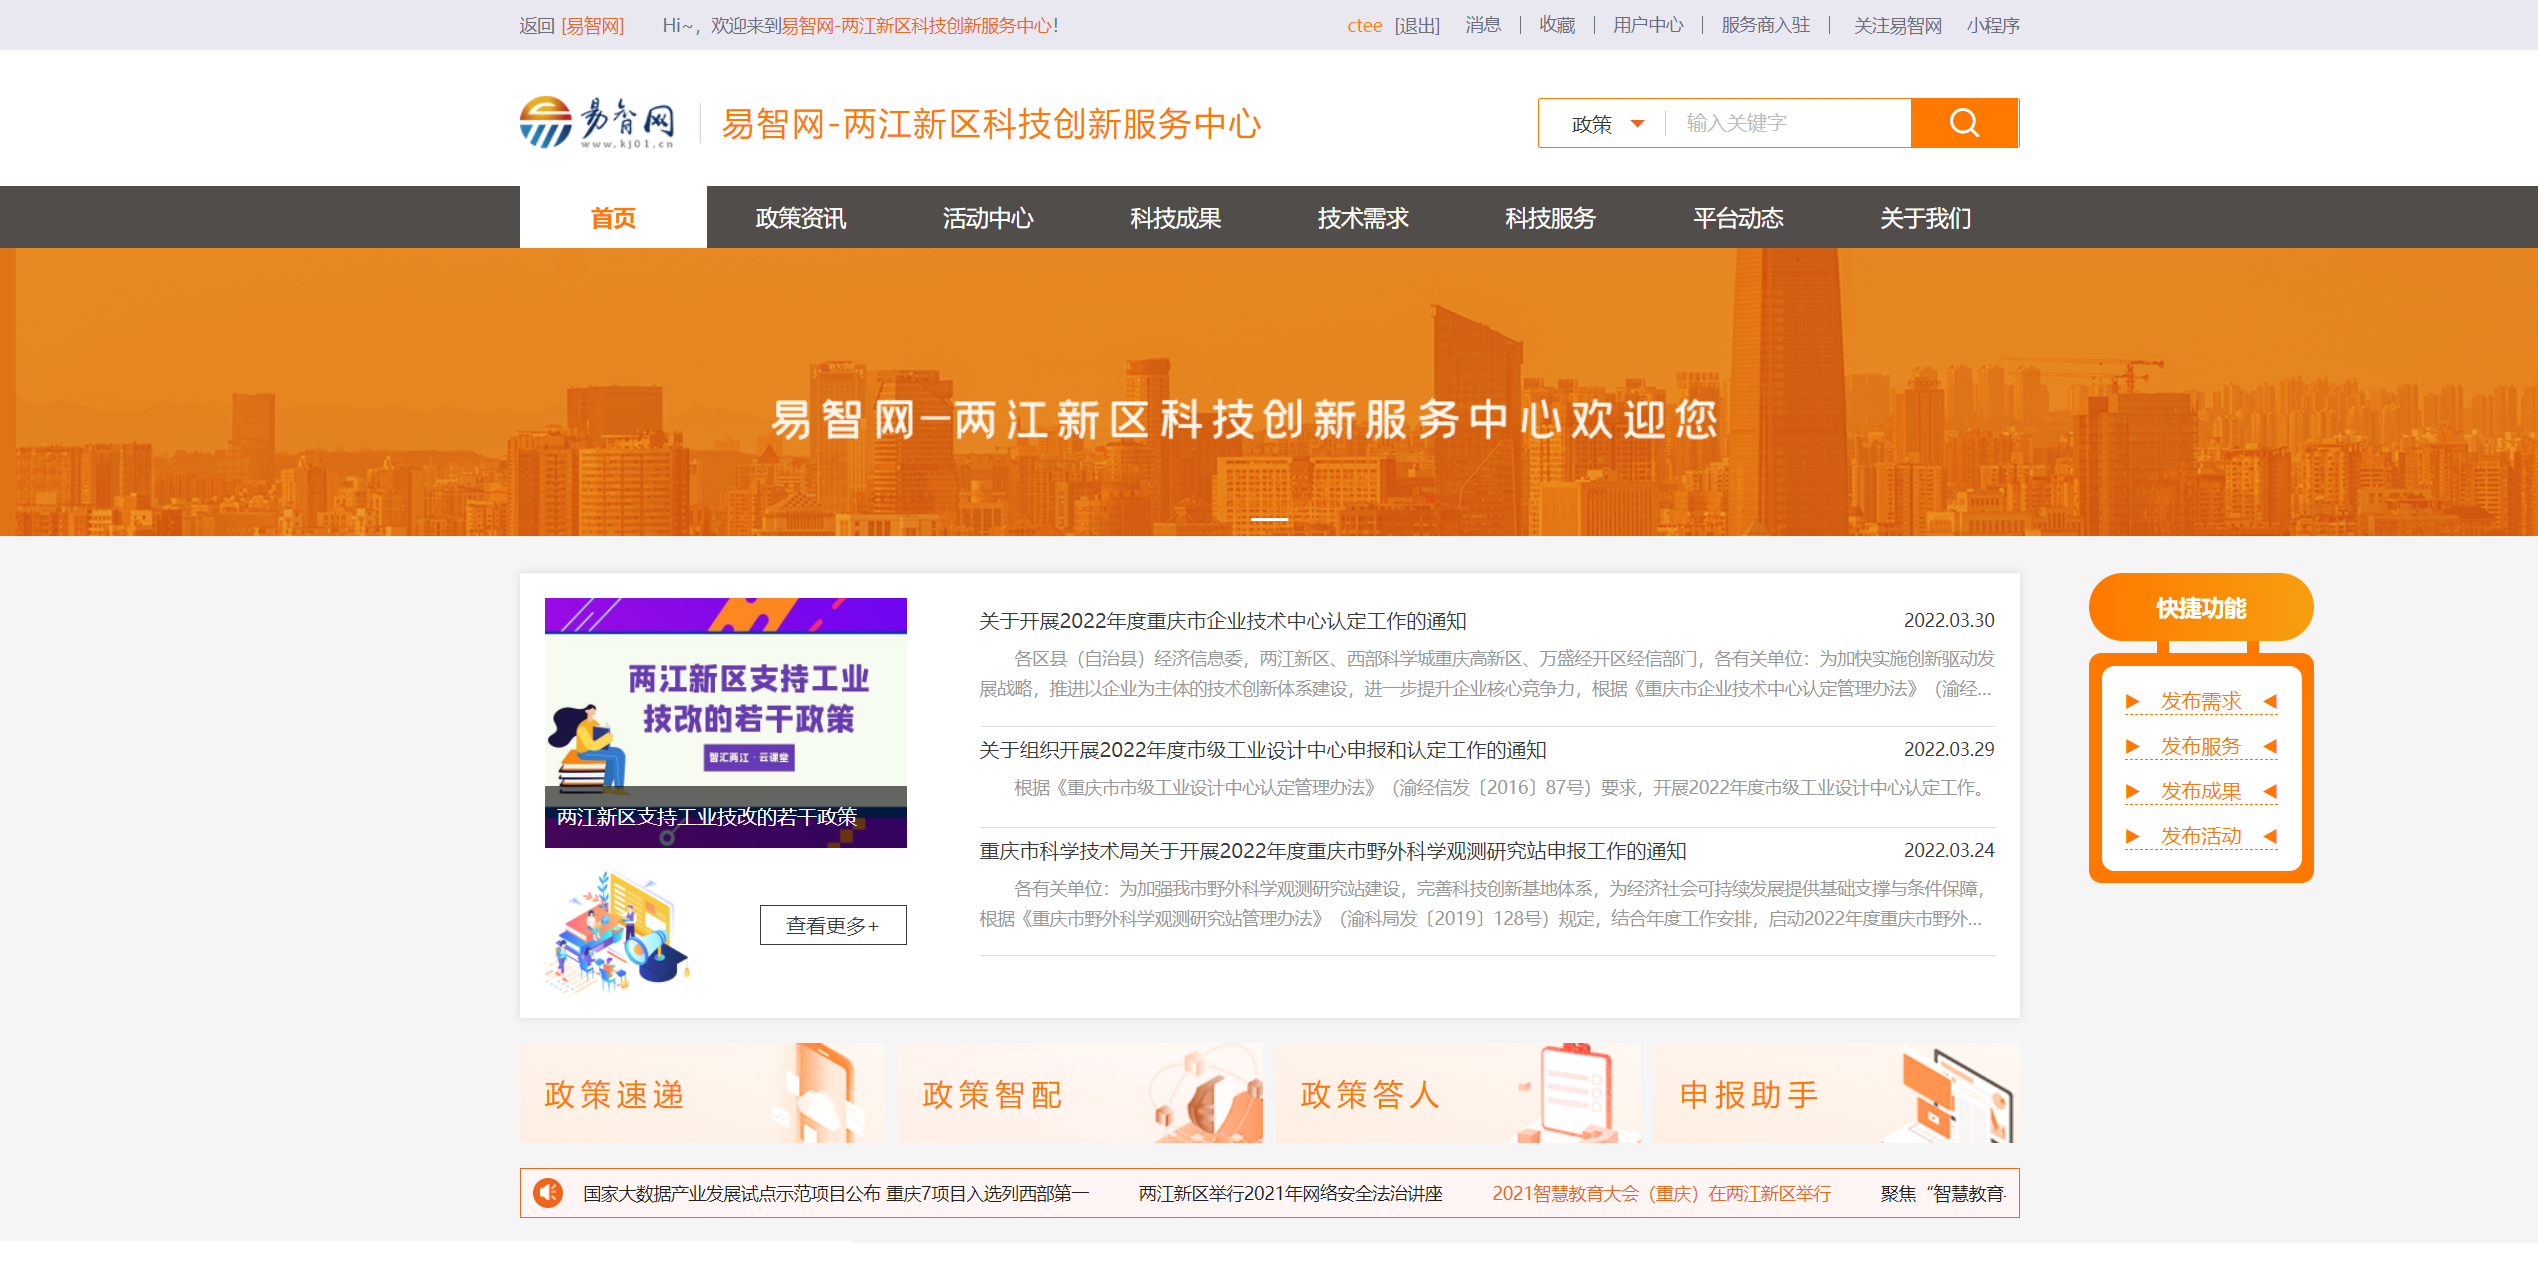 返回 [易智网] Hi~，欢迎来到易智网-两江新区科技创新服务中心！
ctee [退出] 消息 | 收藏 | 用户中心 | 服务商入驻 | 关注易智网 小程序
易智网
www.kj01.cn
易智网-两江新区科技创新服务中心
政策 输入关键字
首页 政策资讯 活动中心 科技成果 技术需求 科技服务 平台动态 关于我们
易智网—两江新区科技创新服务中心欢迎您
两江新区支持工业
技改的若干政策
智汇两江·云课堂
两江新区支持工业技改的若干政策
查看更多+
关于开展2022年度重庆市企业技术中心认定工作的通知 2022.03.30
各区县（自治县）经济信息委，两江新区、西部科学城重庆高新区、万盛经开区经信部门，各有关单位：为加快实施创新驱动发
展战略，推进以企业为主体的技术创新体系建设，进一步提升企业核心竞争力，根据《重庆市企业技术中心认定管理办法》（渝经...
关于组织开展2022年度市级工业设计中心申报和认定工作的通知 2022.03.29
根据《重庆市市级工业设计中心认定管理办法》（渝经信发〔2016〕87号）要求，开展2022年度市级工业设计中心认定工作。
重庆市科学技术局关于开展2022年度重庆市野外科学观测研究站申报工作的通知 2022.03.24
各有关单位：为加强我市野外科学观测研究站建设，完善科技创新基地体系，为经济社会可持续发展提供基础支撑与条件保障，
根据《重庆市野外科学观测研究站管理办法》（渝科局发〔2019〕128号）规定，结合年度工作安排，启动2022年度重庆市野外...
快捷功能
发布需求
发布服务
发布成果
发布活动
政策速递 政策智配 政策答人 申报助手
国家大数据产业发展试点示范项目公布 重庆7项目入选列西部第一 两江新区举行2021年网络安全法治讲座 2021智慧教育大会（重庆）在两江新区举行 聚焦“智慧教育